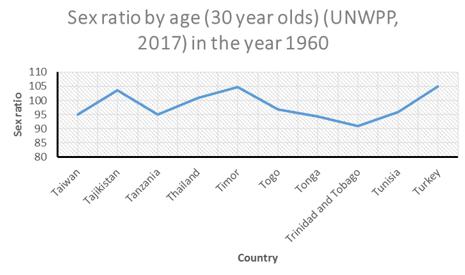 Sex ratio by age (30 year olds) (UNWPP,
2017) in the year 1960
110
105
100
95
90
85
80
Sex ratio
Taiwan
Tajikistan
Tanzania
Thailand
Timor
Togo
Tonga
Trinidad and Tobago
Tunisia
Turkey
Country